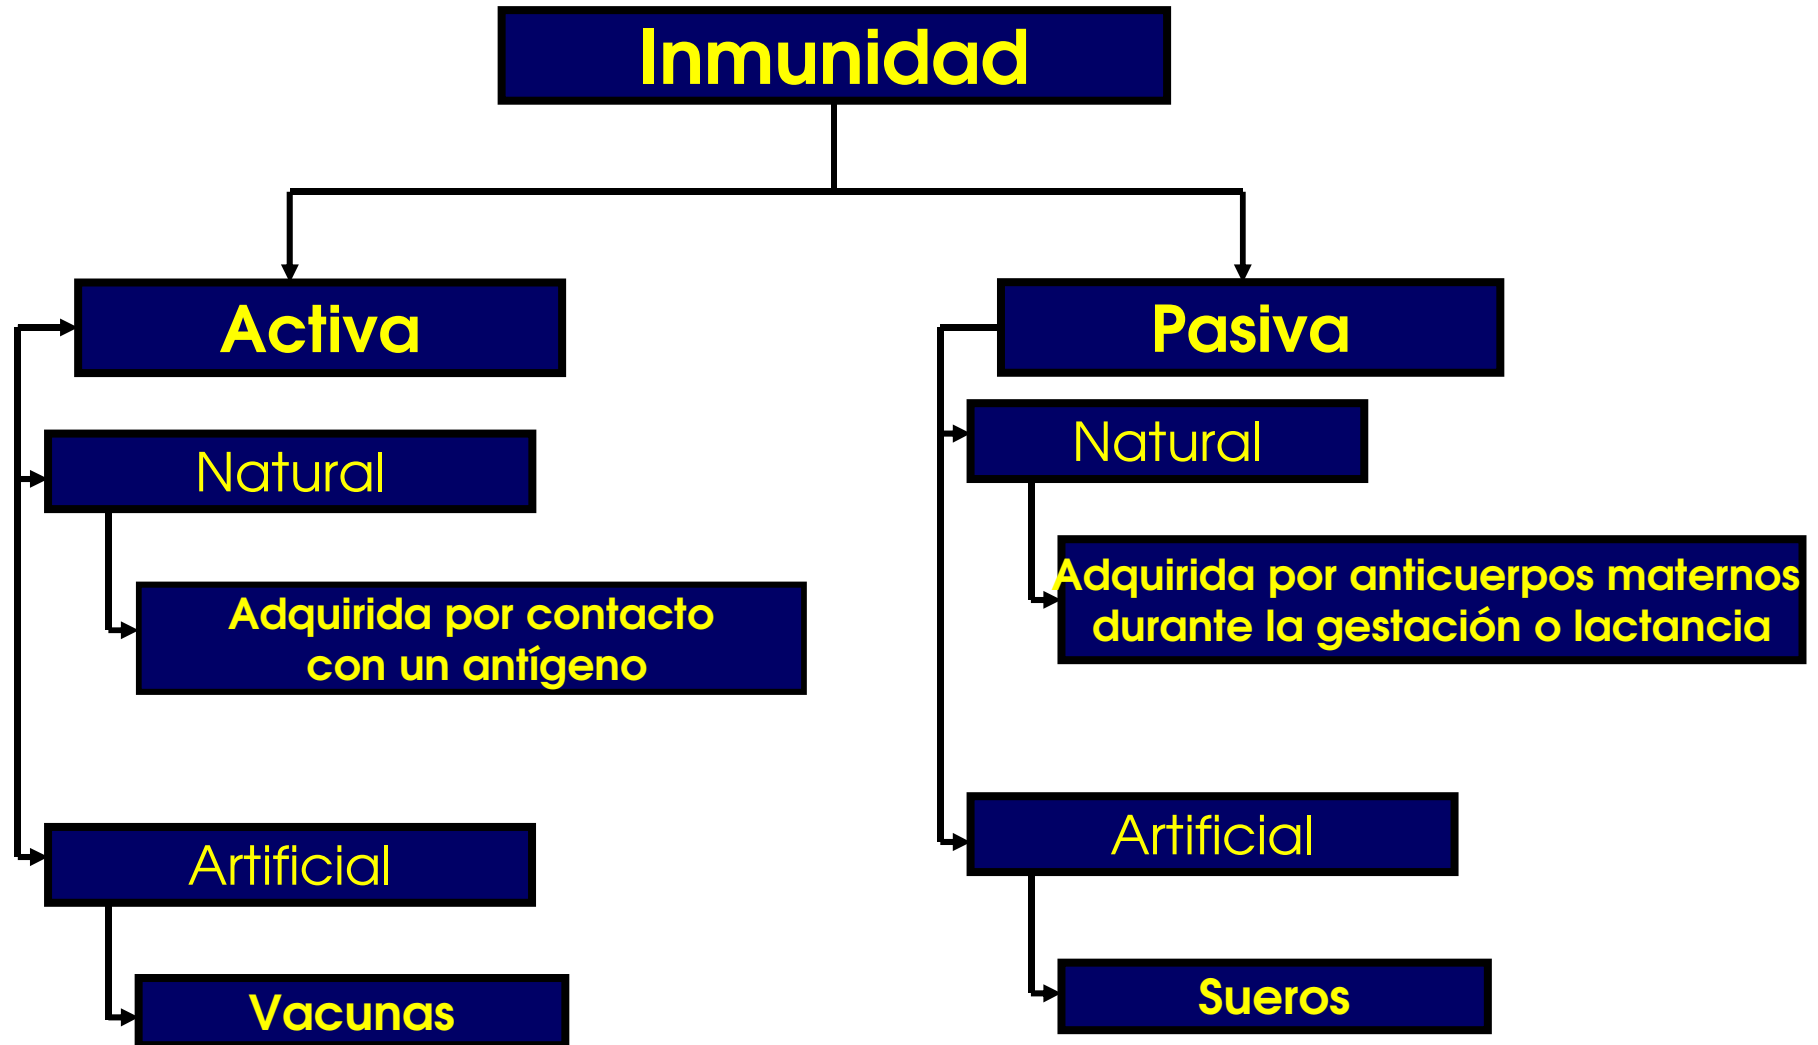 Inmunidad
Activa
Natural
Adquirida por contacto
con un antígeno
Artificial
Vacunas
Pasiva
Natural
Adquirida por anticuerpos maternos
durante la gestación o lactancia
Artificial
Sueros